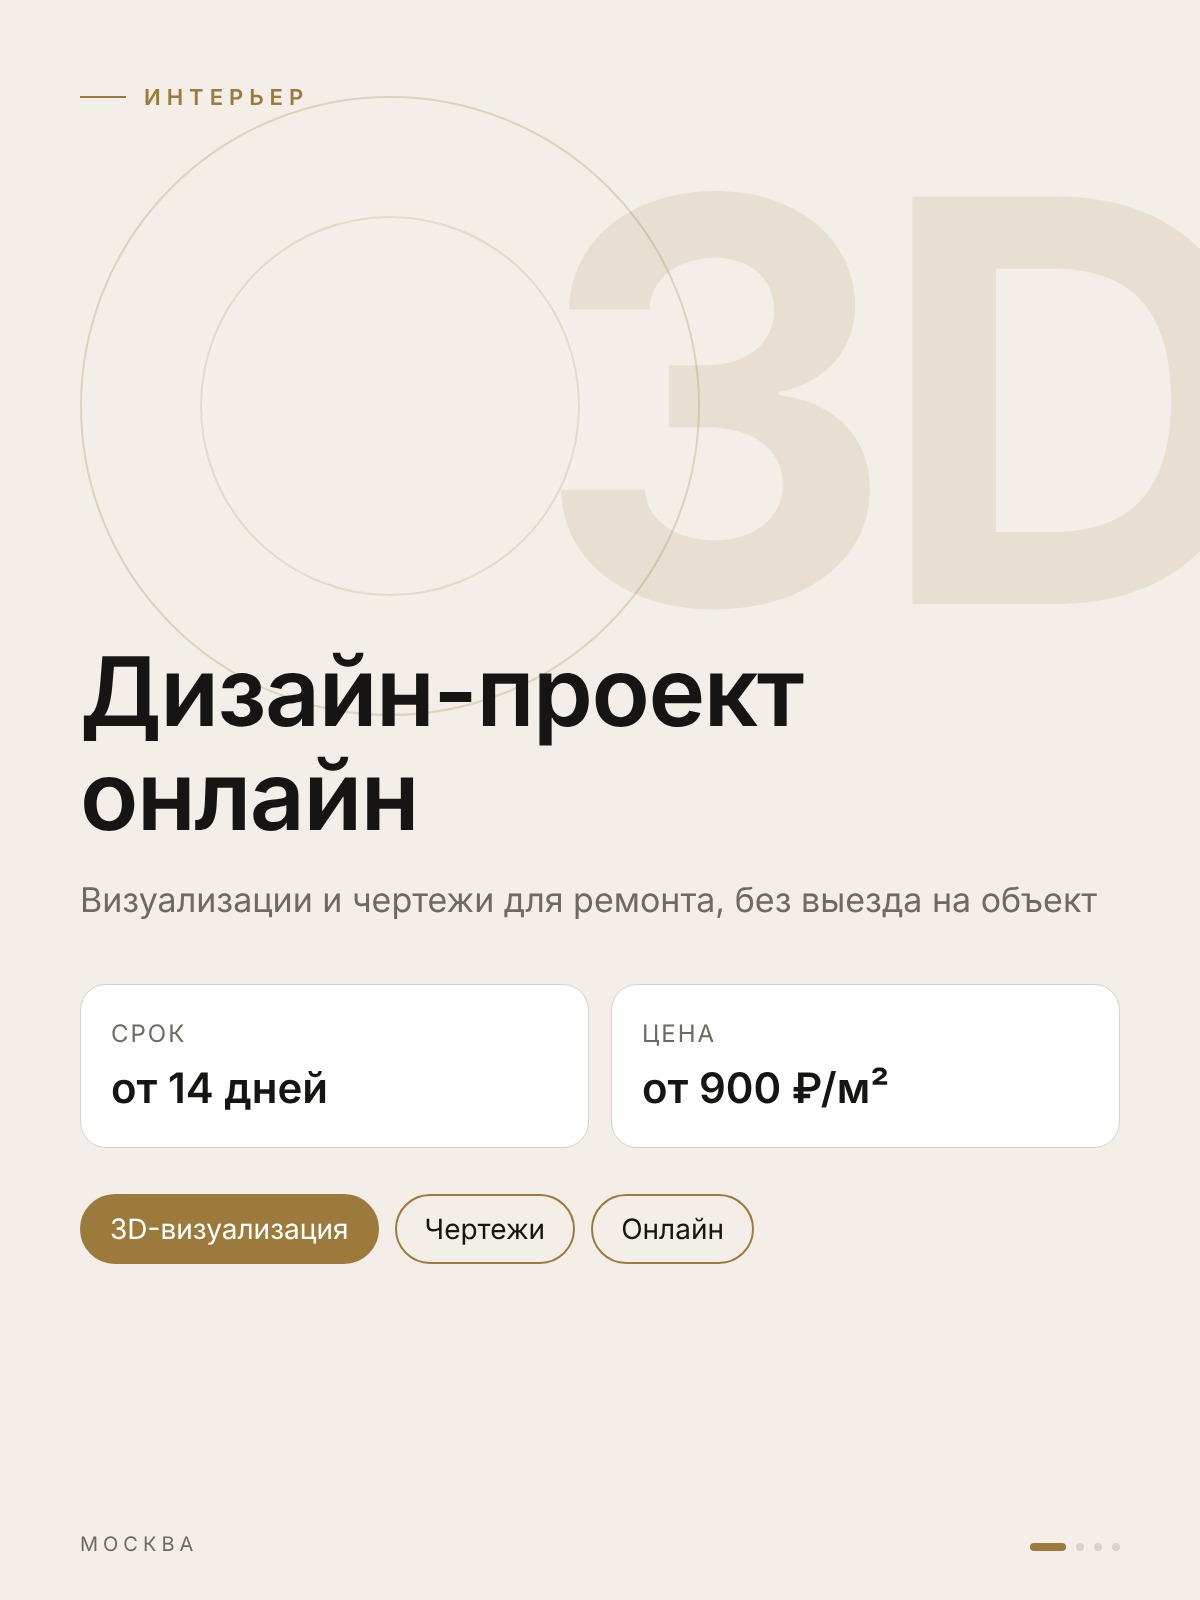 ИНТЕРЬЕР
3D
Дизайн-проект
онлайн
Визуализации и чертежи для ремонта, без выезда на объект
СРОК
от 14 дней
ЦЕНА
от 900 ₽/м²
3D-визуализация
Чертежи
Онлайн
МОСКВА